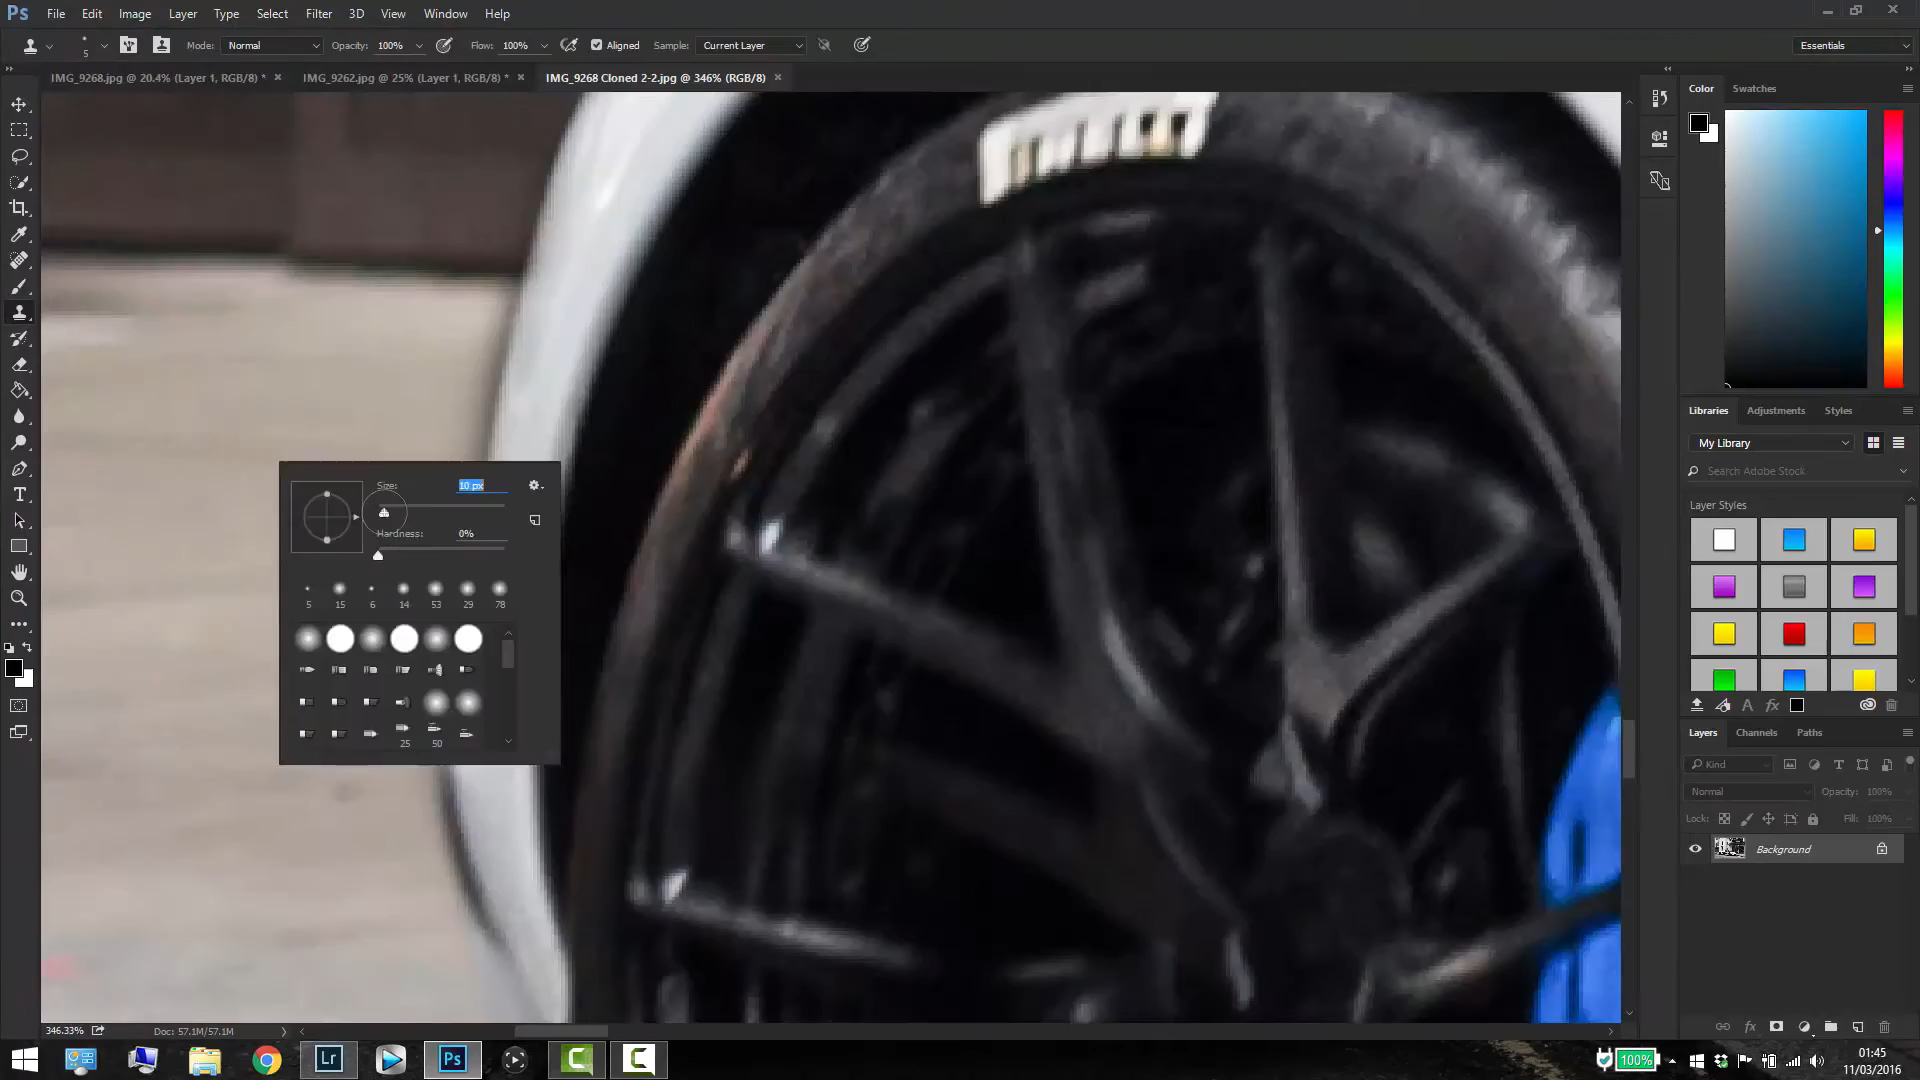 Ps File Edit Image Layer Type Select Filter 3D View Window Help
5 Mode: Normal Opacity: 100% Flow: 100% Aligned Sample: Current Layer Essentials
IMG_9268.jpg @ 20.4% (Layer 1, RGB/8) * × IMG_9262.jpg @ 25% (Layer 1, RGB/8) * × IMG_9268 Cloned 2-2.jpg @ 346% (RGB/8) ×
Color Swatches
Libraries Adjustments Styles
My Library
Search Adobe Stock
Size: 10 px
Layer Styles
Hardness: 0%
5 15 6 14 53 29 78
25 50
Layers Channels Paths
Kind
Normal Opacity: 100%
Lock: Fill: 100%
Background
346.33% Doc: 57.1M/57.1M
Lr Ps 100% 01:45
11/03/2016